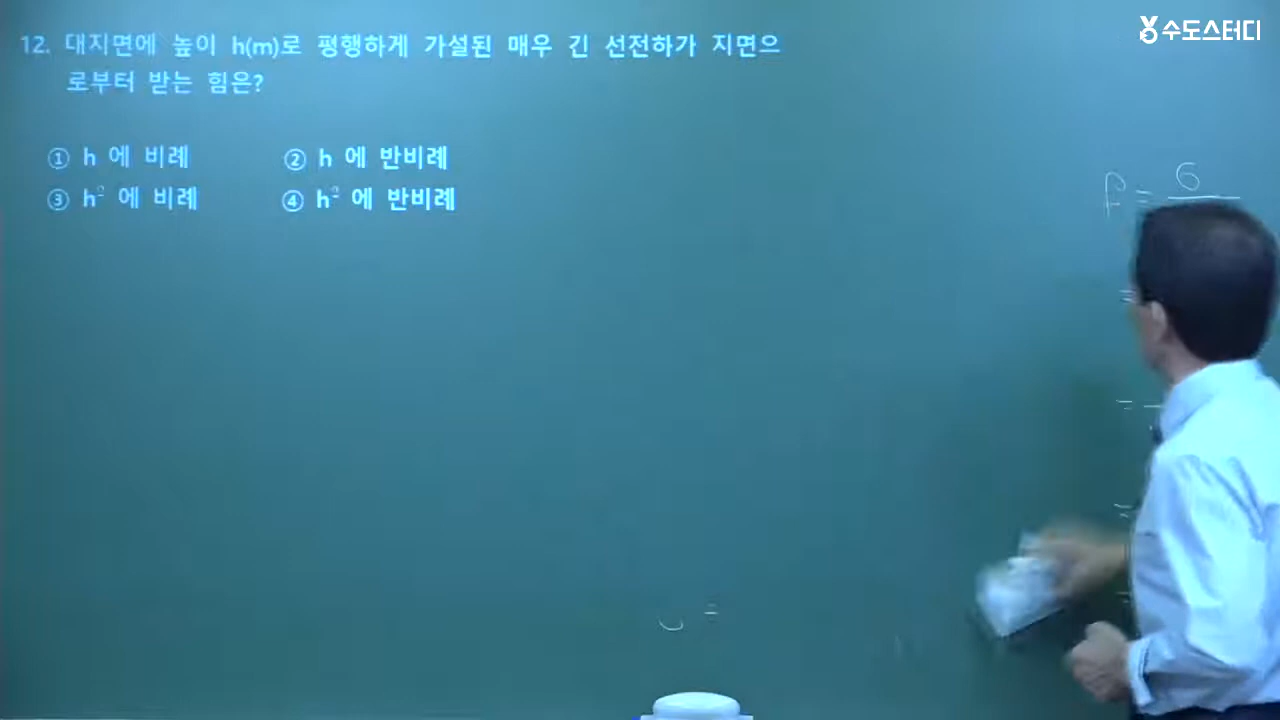 수도스터디
12. 대지면에 높이 h(m)로 평행하게 가설된 매우 긴 선전하가 지면으
로부터 받는 힘은?
① h 에 비례 ② h 에 반비례
③ h² 에 비례 ④ h² 에 반비례
=
=
=
=